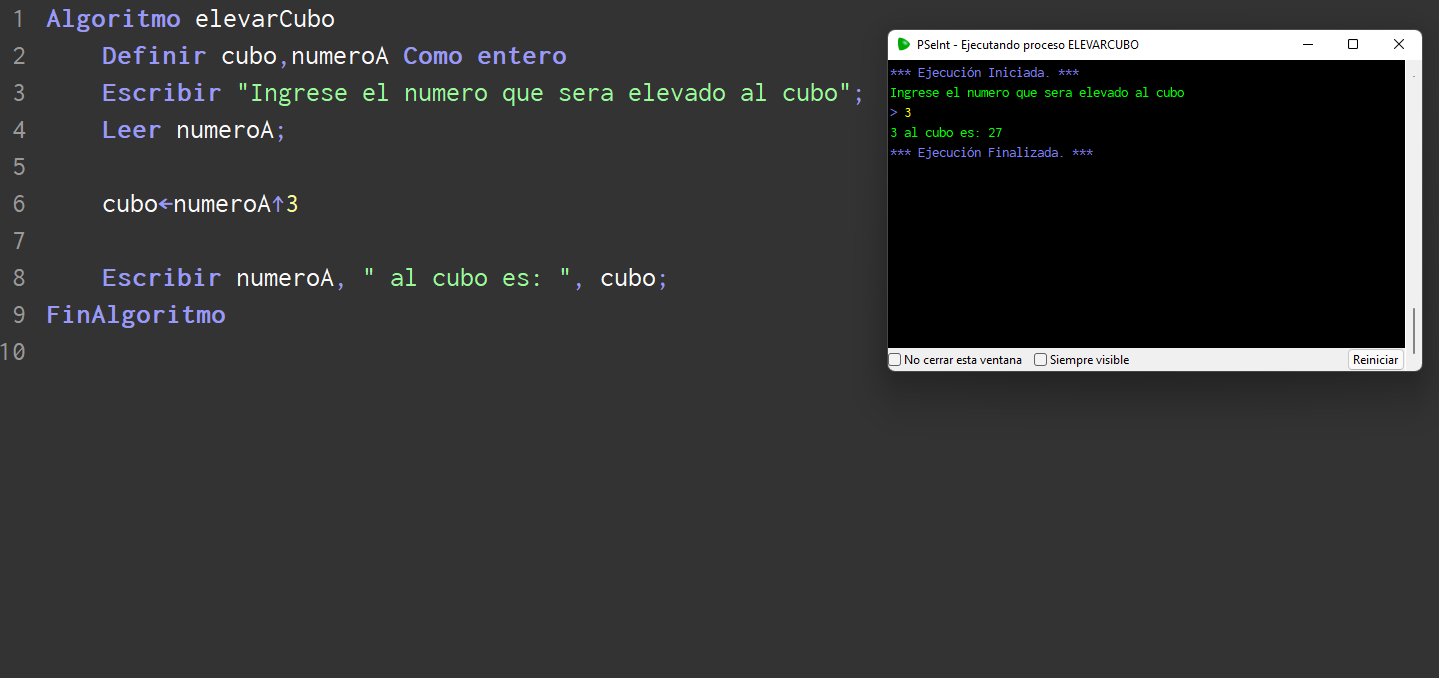 1 Algoritmo elevarCubo
2 Definir cubo,numeroA Como entero
3 Escribir "Ingrese el numero que sera elevado al cubo";
4 Leer numeroA;
5
6 cubo←numeroA↑3
7
8 Escribir numeroA, " al cubo es: ", cubo;
9 FinAlgoritmo
10
PSeInt - Ejecutando proceso ELEVARCUBO
*** Ejecución Iniciada. ***
Ingrese el numero que sera elevado al cubo
> 3
3 al cubo es: 27
*** Ejecución Finalizada. ***
No cerrar esta ventana Siempre visible Reiniciar